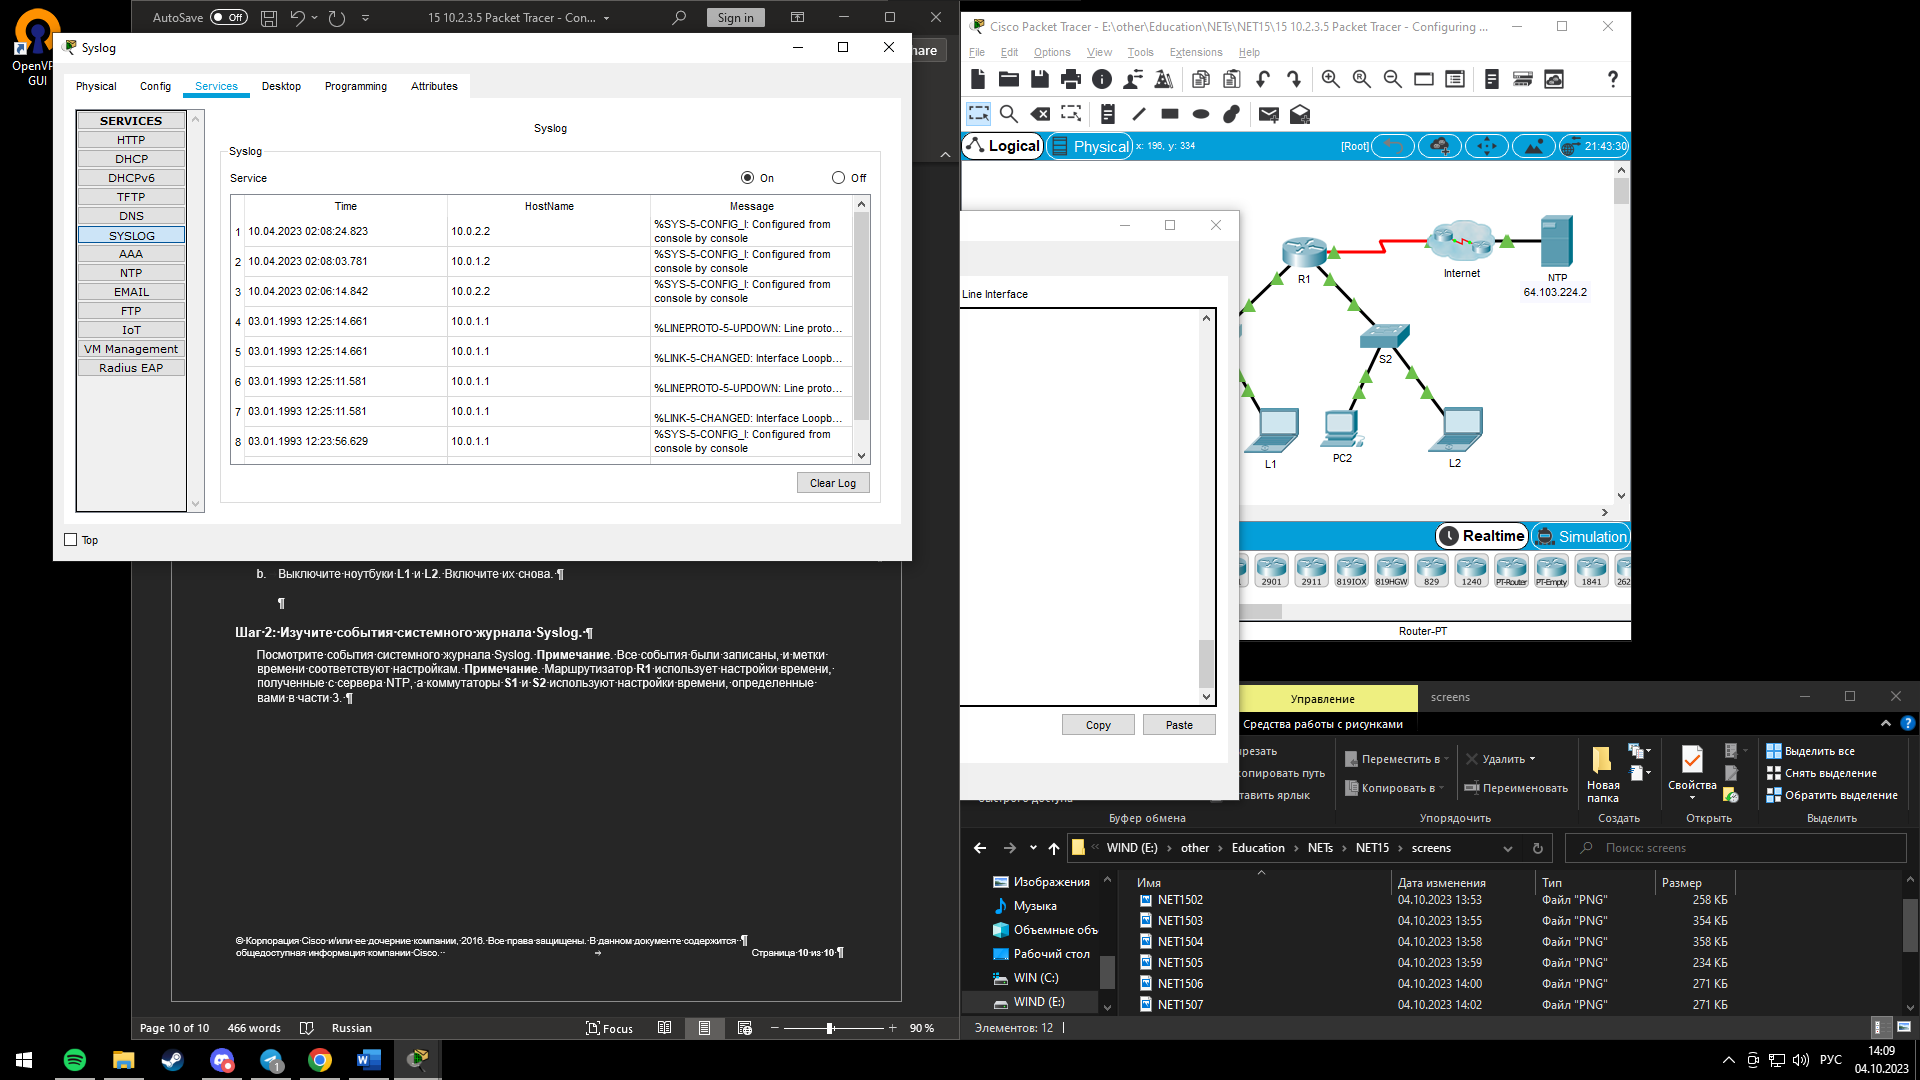 OpenVP
GUI
AutoSave Off
15 10.2.3.5 Packet Tracer - Con...
Sign in
hare
Syslog
Physical Config Services Desktop Programming Attributes
SERVICES
HTTP
DHCP
DHCPv6
TFTP
DNS
SYSLOG
AAA
NTP
EMAIL
FTP
IoT
VM Management
Radius EAP
Syslog
Syslog
Service On Off
Time HostName Message
1 10.04.2023 02:08:24.823 10.0.2.2 %SYS-5-CONFIG_I: Configured from
console by console
2 10.04.2023 02:08:03.781 10.0.1.2 %SYS-5-CONFIG_I: Configured from
console by console
3 10.04.2023 02:06:14.842 10.0.2.2 %SYS-5-CONFIG_I: Configured from
console by console
4 03.01.1993 12:25:14.661 10.0.1.1 %LINEPROTO-5-UPDOWN: Line proto...
5 03.01.1993 12:25:14.661 10.0.1.1 %LINK-5-CHANGED: Interface Loopb...
6 03.01.1993 12:25:11.581 10.0.1.1 %LINEPROTO-5-UPDOWN: Line proto...
7 03.01.1993 12:25:11.581 10.0.1.1 %LINK-5-CHANGED: Interface Loopb...
8 03.01.1993 12:23:56.629 10.0.1.1 %SYS-5-CONFIG_I: Configured from
console by console
Clear Log
Top
b. Выключите ноутбуки L1 и L2. Включите их снова. ¶
¶
Шаг 2: Изучите события системного журнала Syslog. ¶
Посмотрите события системного журнала Syslog. Примечание. Все события были записаны, и метки
времени соответствуют настройкам. Примечание. Маршрутизатор R1 использует настройки времени,
полученные с сервера NTP, а коммутаторы S1 и S2 используют настройки времени, определенные
вами в части 3. ¶
© Корпорация Cisco и/или ее дочерние компании, 2016. Все права защищены. В данном документе содержится ¶
общедоступная информация компании Cisco. → Страница 10 из 10 ¶
Page 10 of 10 466 words Russian Focus 90 %
Cisco Packet Tracer - E:\other\Education\NETs\NET15\15 10.2.3.5 Packet Tracer - Configuring ...
File Edit Options View Tools Extensions Help
Logical Physical x: 196, y: 334 [Root] 21:43:30
R1
Internet
NTP
64.103.224.2
S2
L1
PC2
L2
Realtime Simulation
2901 2911 819IOX 819HGW 829 1240 PT-Router PT-Empty 1841 262
Router-PT
Line Interface
Copy Paste
Управление screens
Средства работы с рисунками
ырезать
копировать путь
тавить ярлык
быстрого доступа
Буфер обмена
Переместить в
Копировать в
Удалить
Переименовать
Упорядочить
Новая
папка
Создать
Свойства
Открыть
Выделить все
Снять выделение
Обратить выделение
Выделить
WIND (E:) other Education NETs NET15 screens Поиск: screens
Изображения
Музыка
Объемные объ
Рабочий стол
WIN (C:)
WIND (E:)
Имя Дата изменения Тип Размер
NET1502 04.10.2023 13:53 Файл "PNG" 258 КБ
NET1503 04.10.2023 13:55 Файл "PNG" 354 КБ
NET1504 04.10.2023 13:58 Файл "PNG" 358 КБ
NET1505 04.10.2023 13:59 Файл "PNG" 234 КБ
NET1506 04.10.2023 14:00 Файл "PNG" 271 КБ
NET1507 04.10.2023 14:02 Файл "PNG" 271 КБ
Элементов: 12
1
РУС
14:09
04.10.2023